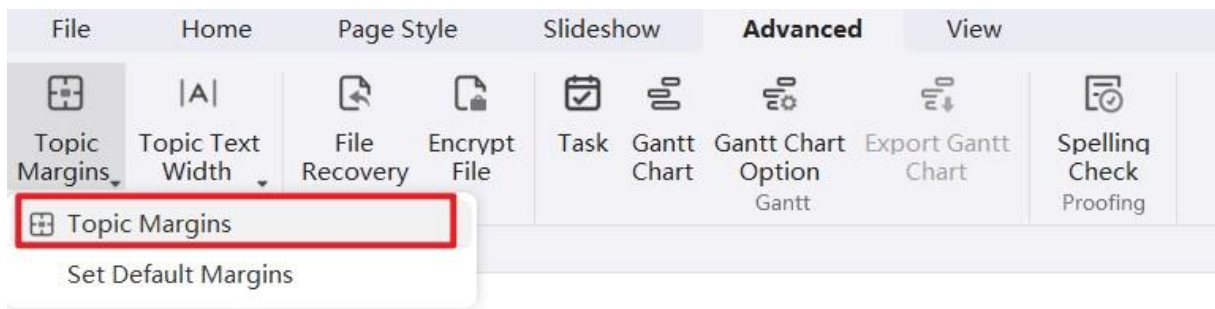 File Home Page Style Slideshow Advanced View
|A|
Topic Margins Topic Text Width File Recovery Encrypt File Task Gantt Chart Gantt Chart Option Export Gantt Chart Spelling Check
Gantt Proofing
Topic Margins
Set Default Margins